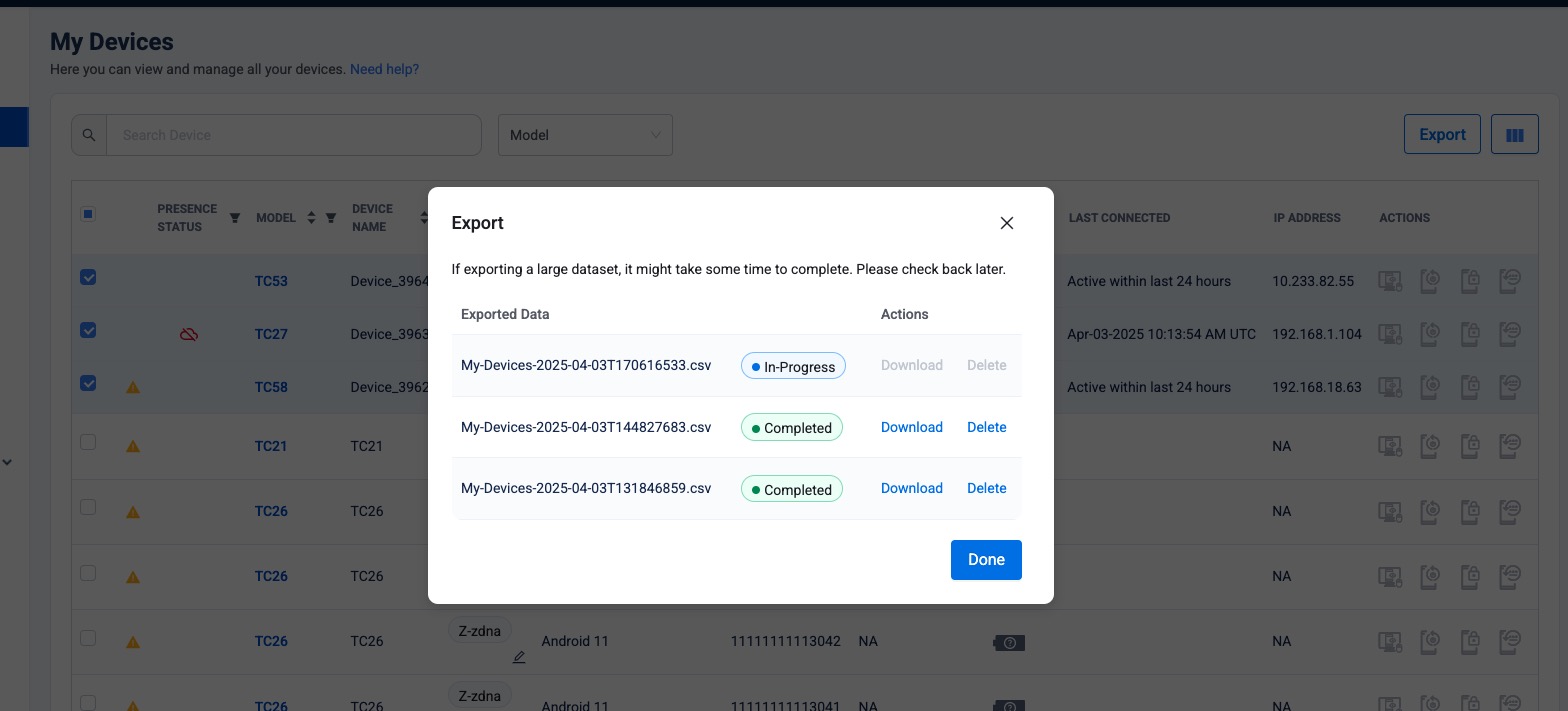 My Devices
Here you can view and manage all your devices. Need help?
Search Device
Model
Export
PRESENCE STATUS MODEL DEVICE NAME LAST CONNECTED IP ADDRESS ACTIONS
TC53 Device_3964 Active within last 24 hours 10.233.82.55
TC27 Device_3963 Apr-03-2025 10:13:54 AM UTC 192.168.1.104
TC58 Device_3962 Active within last 24 hours 192.168.18.63
TC21 TC21 NA
TC26 TC26 NA
TC26 TC26 NA
TC26 TC26 Z-zdna Android 11 11111111113042 NA NA
TC26 TC26 Z-zdna Android 11 11111111113041 NA NA
Export
If exporting a large dataset, it might take some time to complete. Please check back later.
Exported Data Actions
My-Devices-2025-04-03T170616533.csv In-Progress Download Delete
My-Devices-2025-04-03T144827683.csv Completed Download Delete
My-Devices-2025-04-03T131846859.csv Completed Download Delete
Done